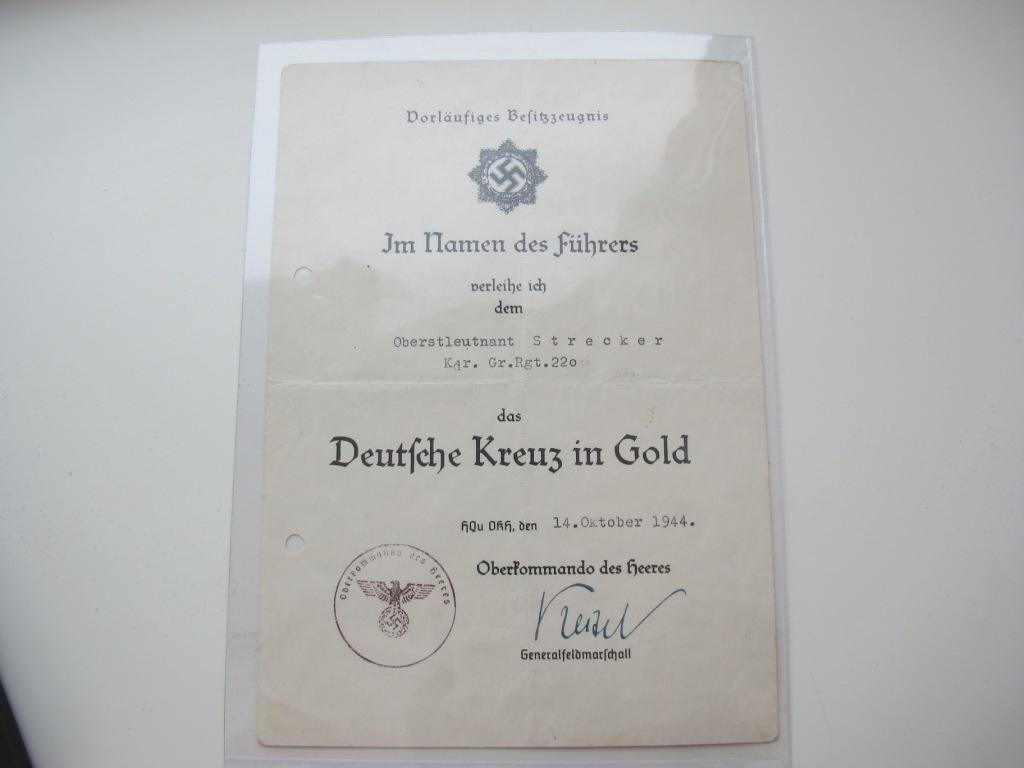 Vorläufiges Besitzzeugnis
Im Namen des Führers
verleihe ich
dem
Oberstleutnant Strecker
Kdr. Gr.Rgt.22o
das
Deutsche Kreuz in Gold
HQu OKH, den 14.Oktober 1944.
Oberkommando des Heeres
Oberkommando des Heeres
Keitel
Generalfeldmarschall